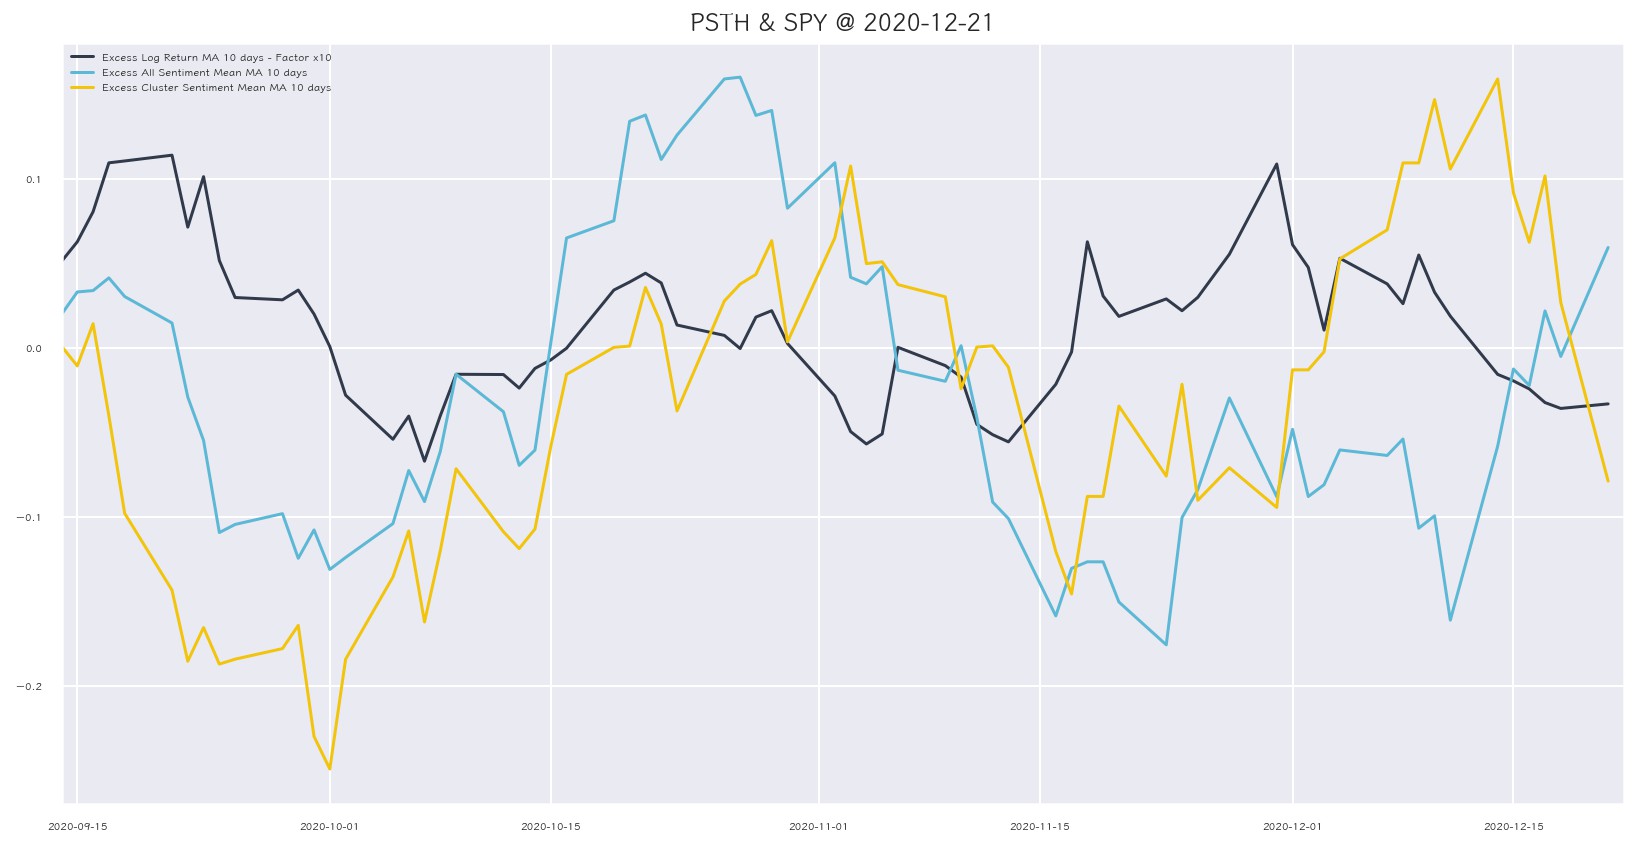 PSTH & SPY @ 2020-12-21
Excess Log Return MA 10 days - Factor x10
Excess All Sentiment Mean MA 10 days
Excess Cluster Sentiment Mean MA 10 days
0.1
0.0
−0.1
−0.2
2020-09-15 2020-10-01 2020-10-15 2020-11-01 2020-11-15 2020-12-01 2020-12-15